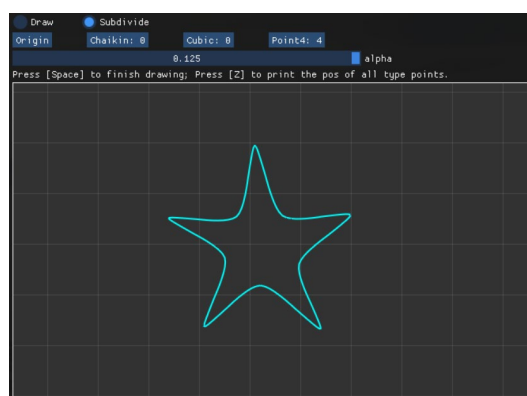 Draw Subdivide
Origin Chaikin: 0 Cubic: 0 Point4: 4
0.125 alpha
Press [Space] to finish drawing; Press [Z] to print the pos of all type points.